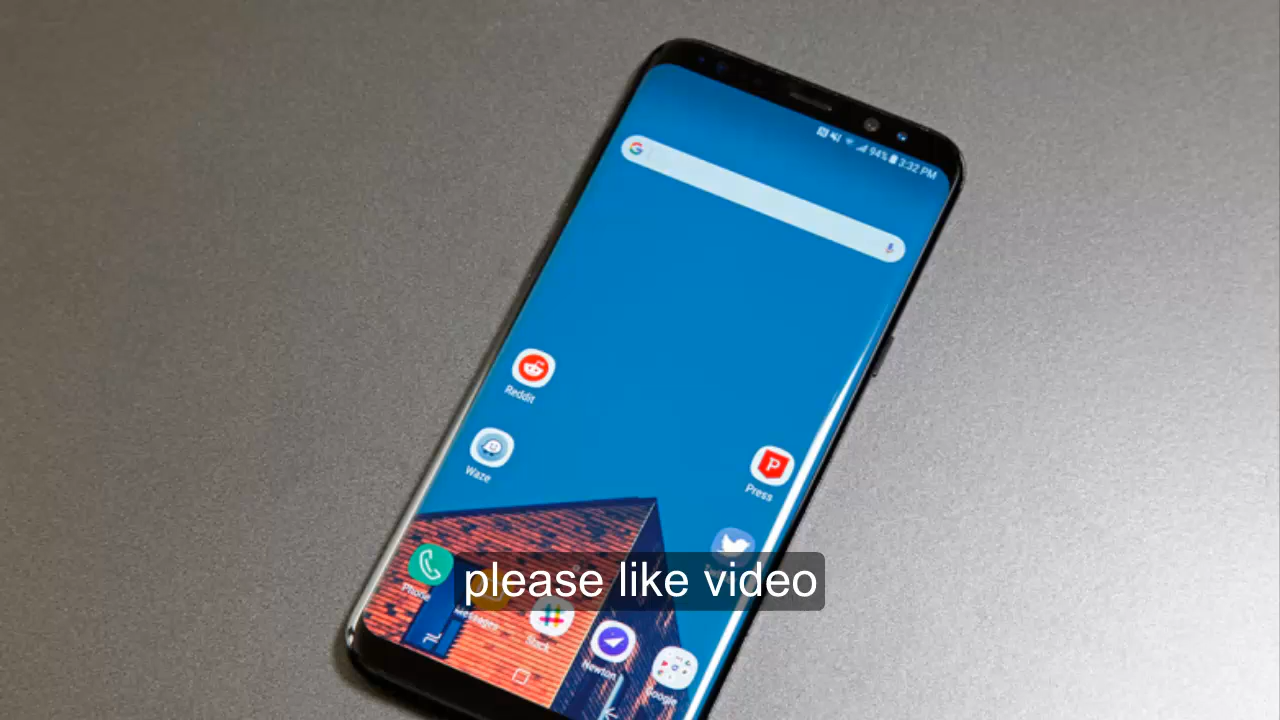 94% 3:32 PM
Reddit
Waze
Press
Phone
Messages
Slack
Newton
Google
please like video